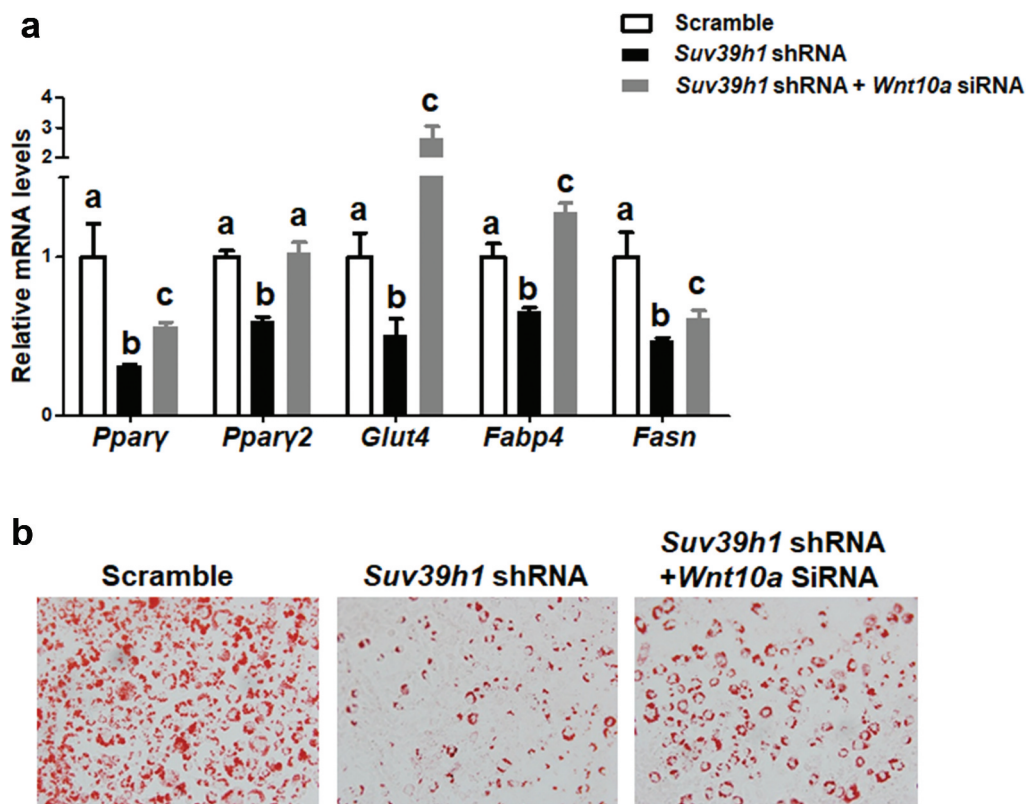 a
Scramble
Suv39h1 shRNA
Suv39h1 shRNA + Wnt10a siRNA
Relative mRNA levels
4
3
2
1
0
a
b
c
a
b
a
a
b
c
a
b
c
a
b
c
Pparγ
Pparγ2
Glut4
Fabp4
Fasn
b
Scramble
Suv39h1 shRNA
Suv39h1 shRNA
+Wnt10a SiRNA